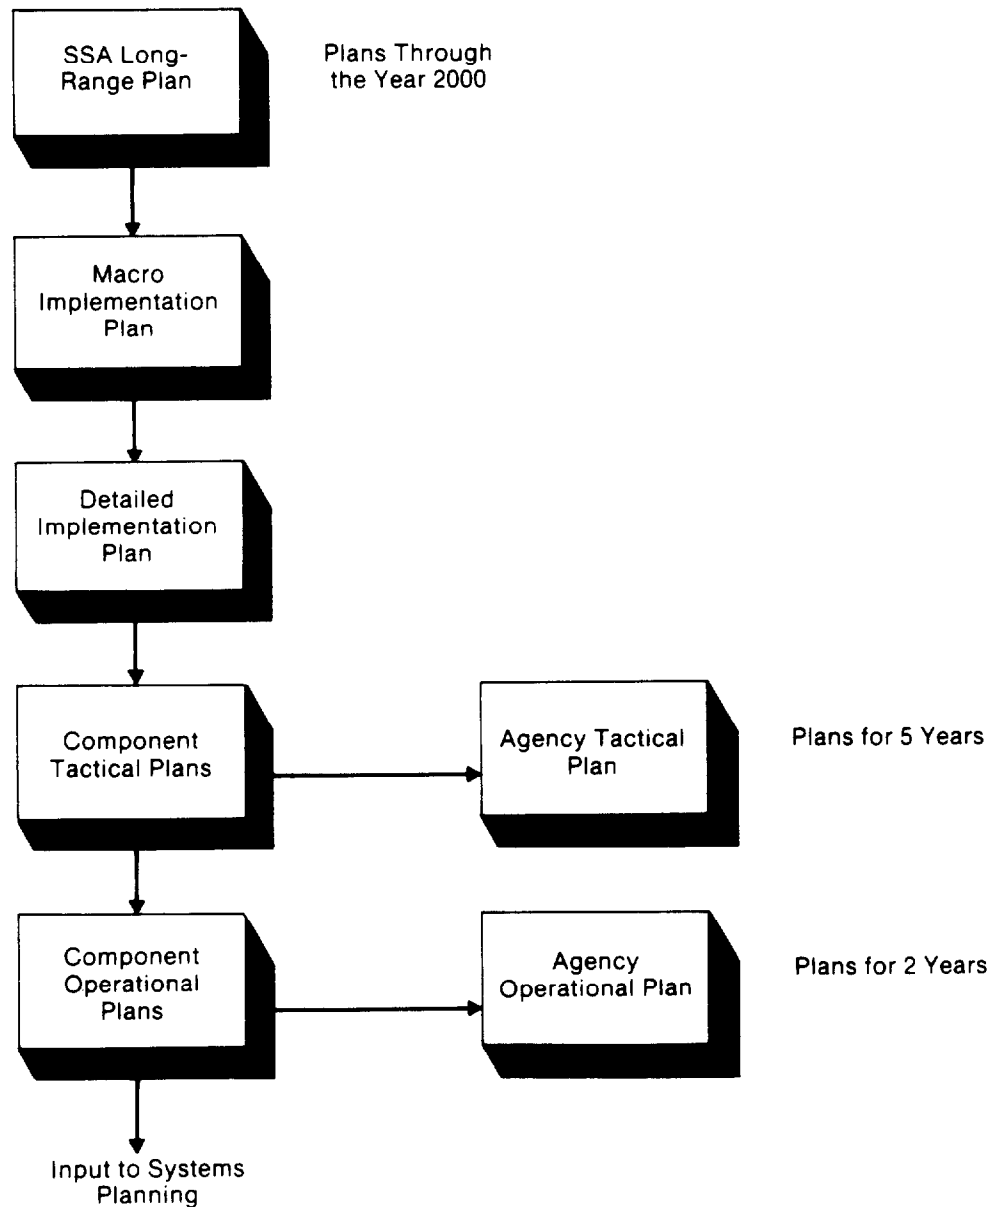 SSA Long-
Range Plan
Plans Through
the Year 2000
Macro
Implementation
Plan
Detailed
Implementation
Plan
Component
Tactical Plans
Agency Tactical
Plan
Plans for 5 Years
Component
Operational
Plans
Agency
Operational Plan
Plans for 2 Years
Input to Systems
Planning